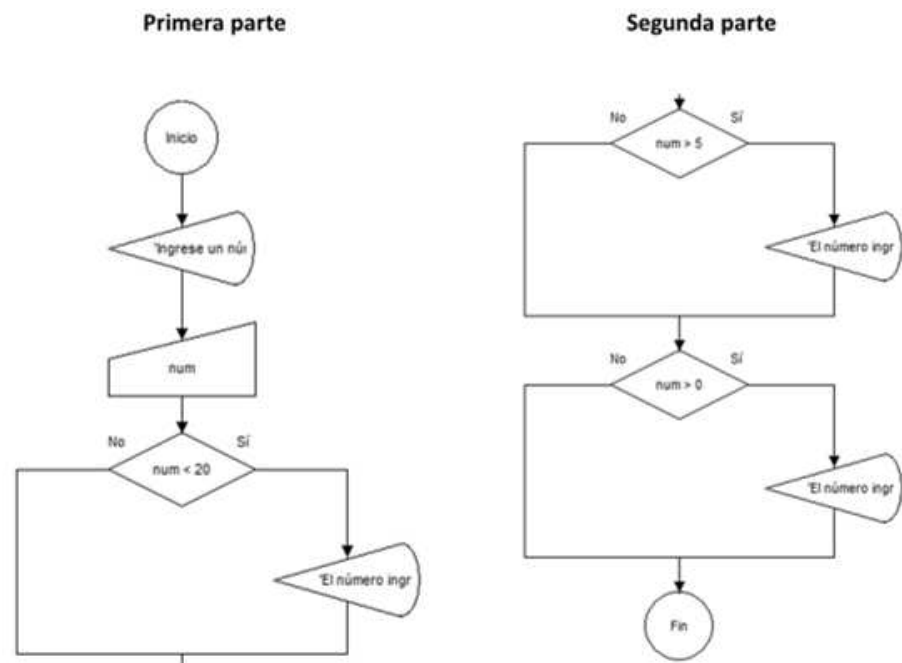 Primera parte
Inicio
'Ingrese un núr
num
No
Sí
num < 20
'El número ingr
Segunda parte
No
Sí
num > 5
'El número ingr
No
Sí
num > 0
'El número ingr
Fin